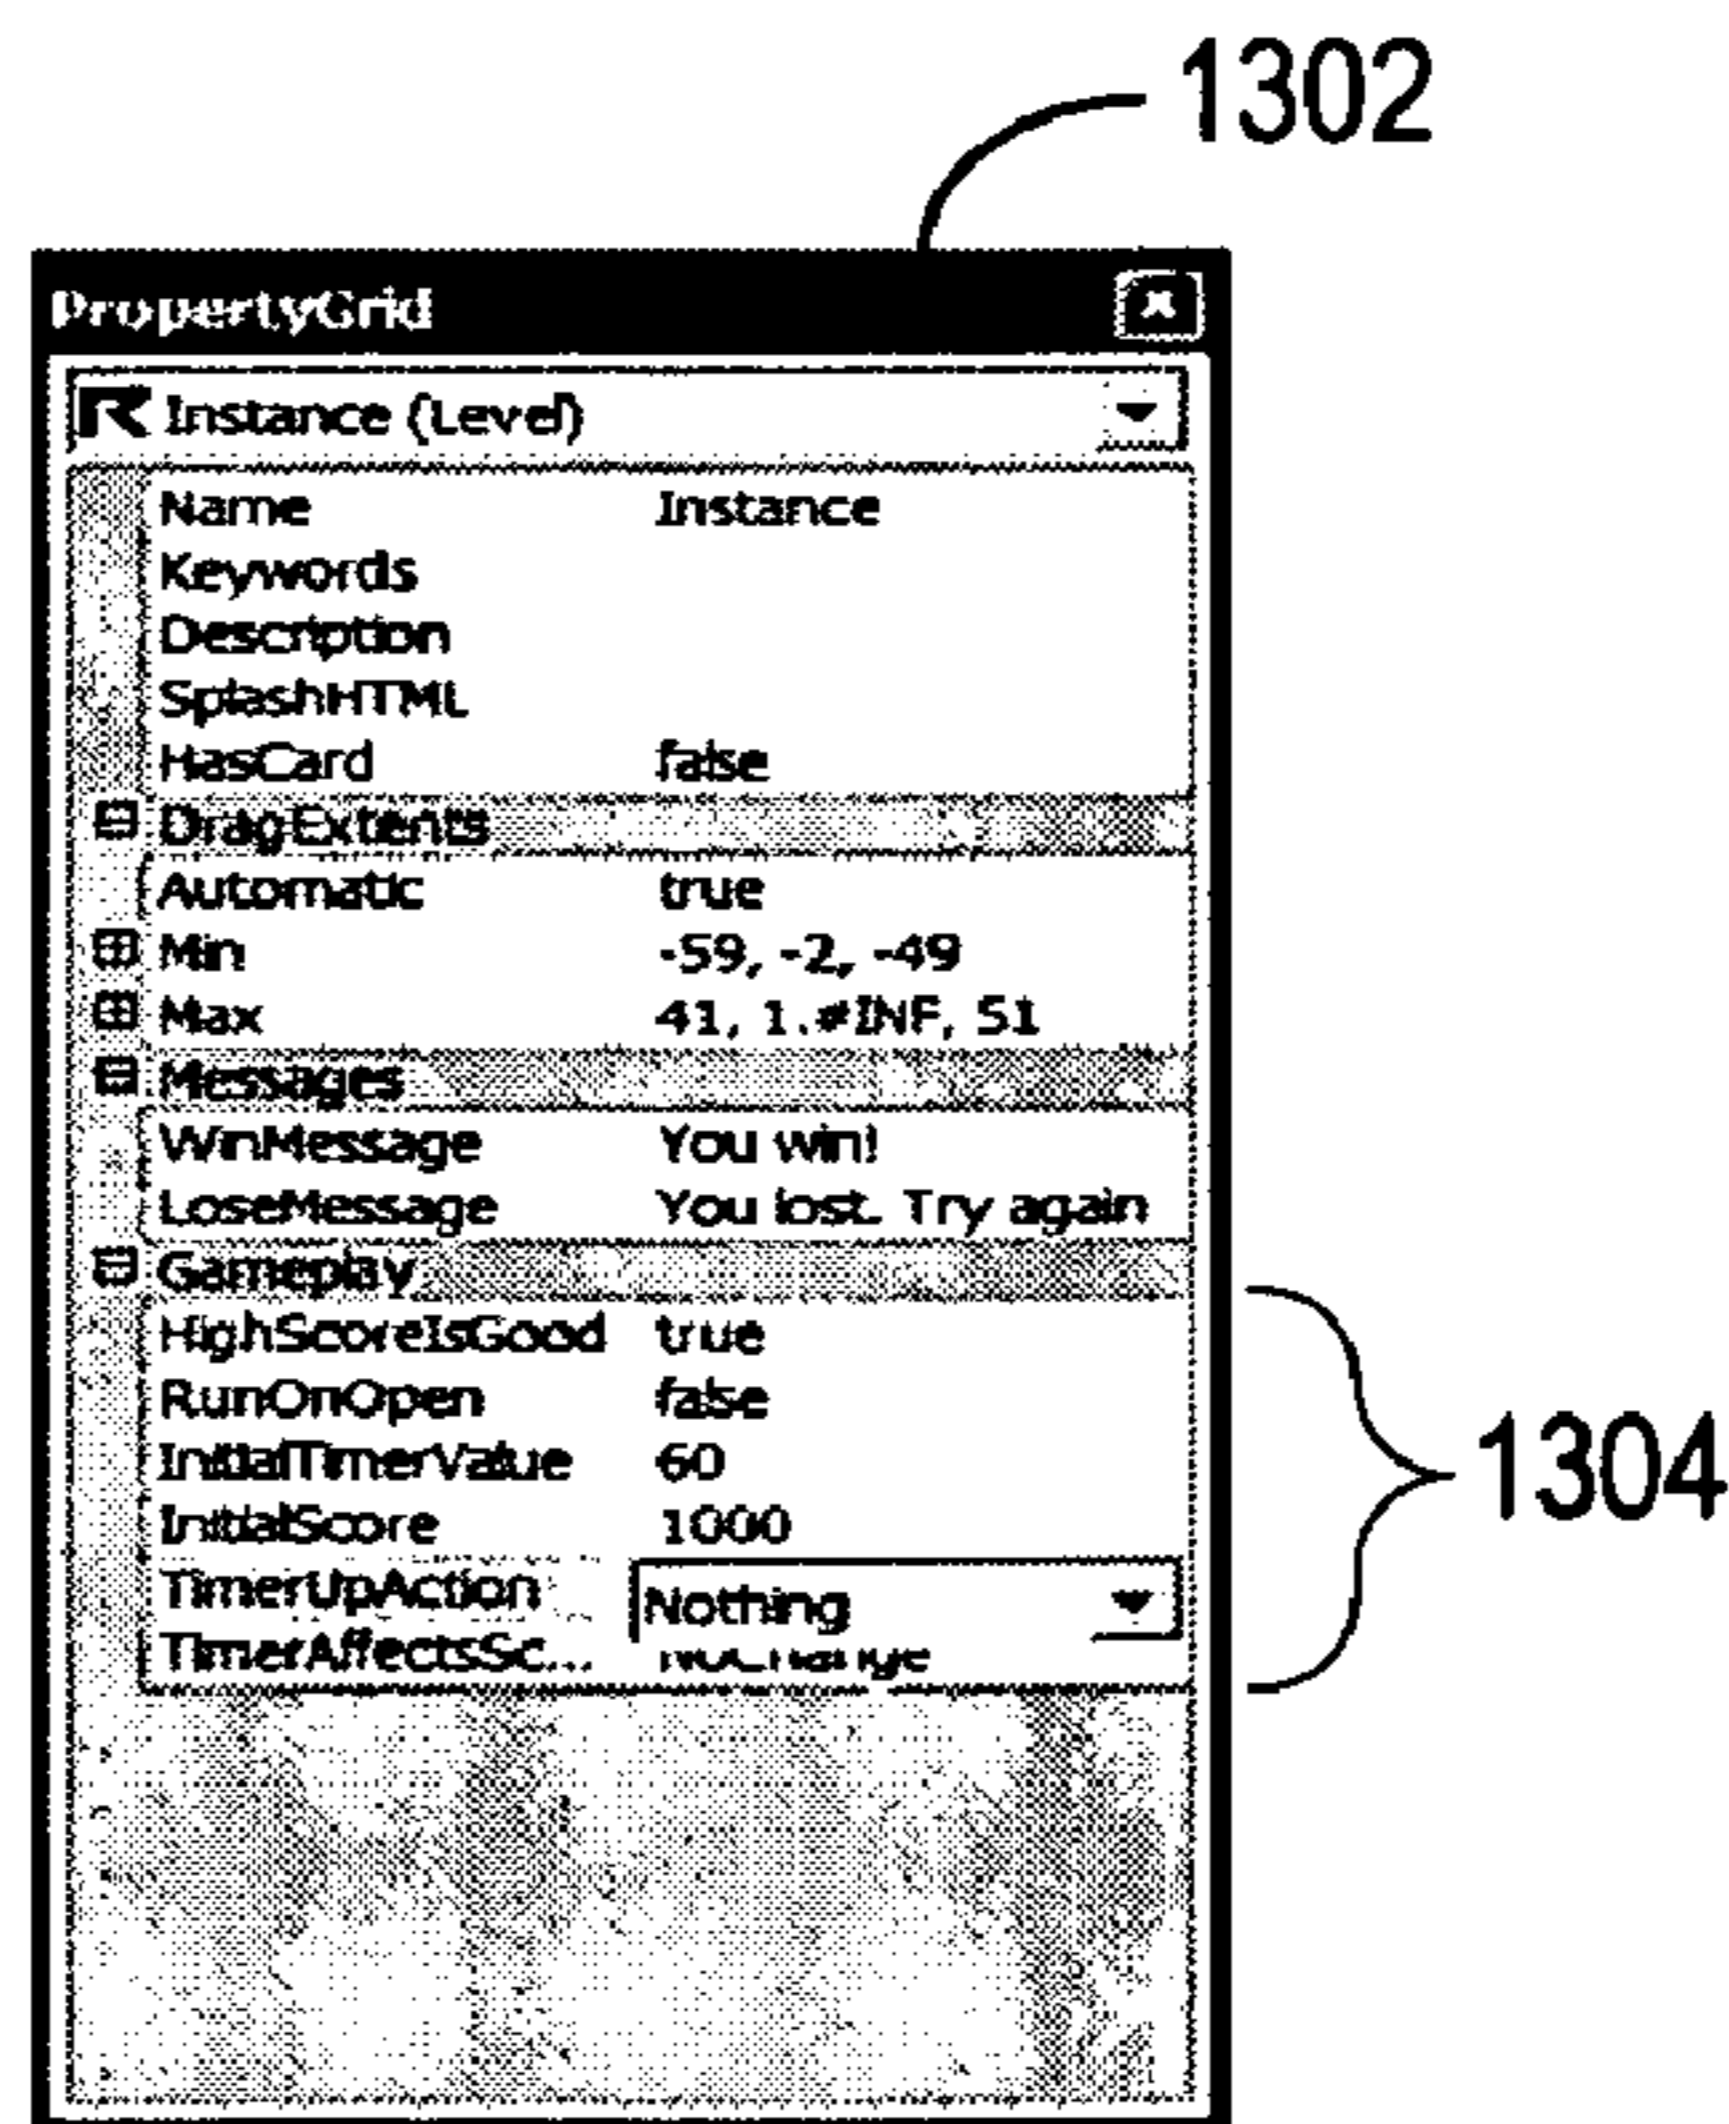 1302
PropertyGrid
Instance (Level)
Name Instance
Keywords
Description
SplashHTML
HasCard false
DragExtents
Automatic true
Min -59, -2, -49
Max 41, 1.#INF, 51
Messages
WinMessage You win!
LoseMessage You lost. Try again
Gameplay
HighScoreIsGood true
RunOnOpen false
InitialTimerValue 60
InitialScore 1000
TimerUpAction Nothing
TimerAffectsSc... NoChange
1304